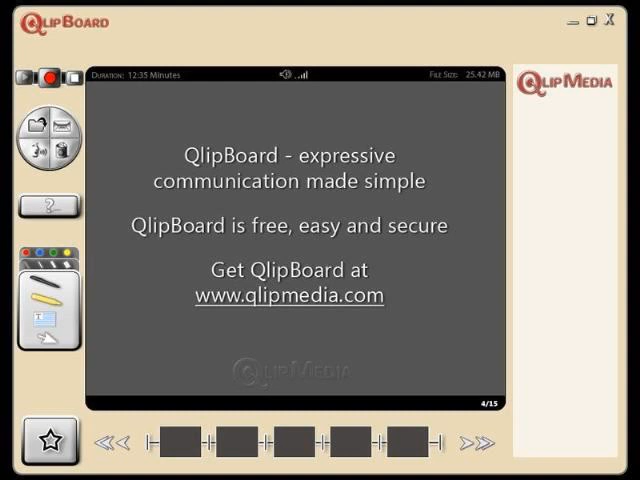 QLIPBOARD
X
DURATION: 12:35 Minutes
FILE SIZE: 25.42 MB
QLIPMEDIA
QlipBoard - expressive
communication made simple
QlipBoard is free, easy and secure
Get QlipBoard at
www.qlipmedia.com
QLIPMEDIA
4/15
?
T